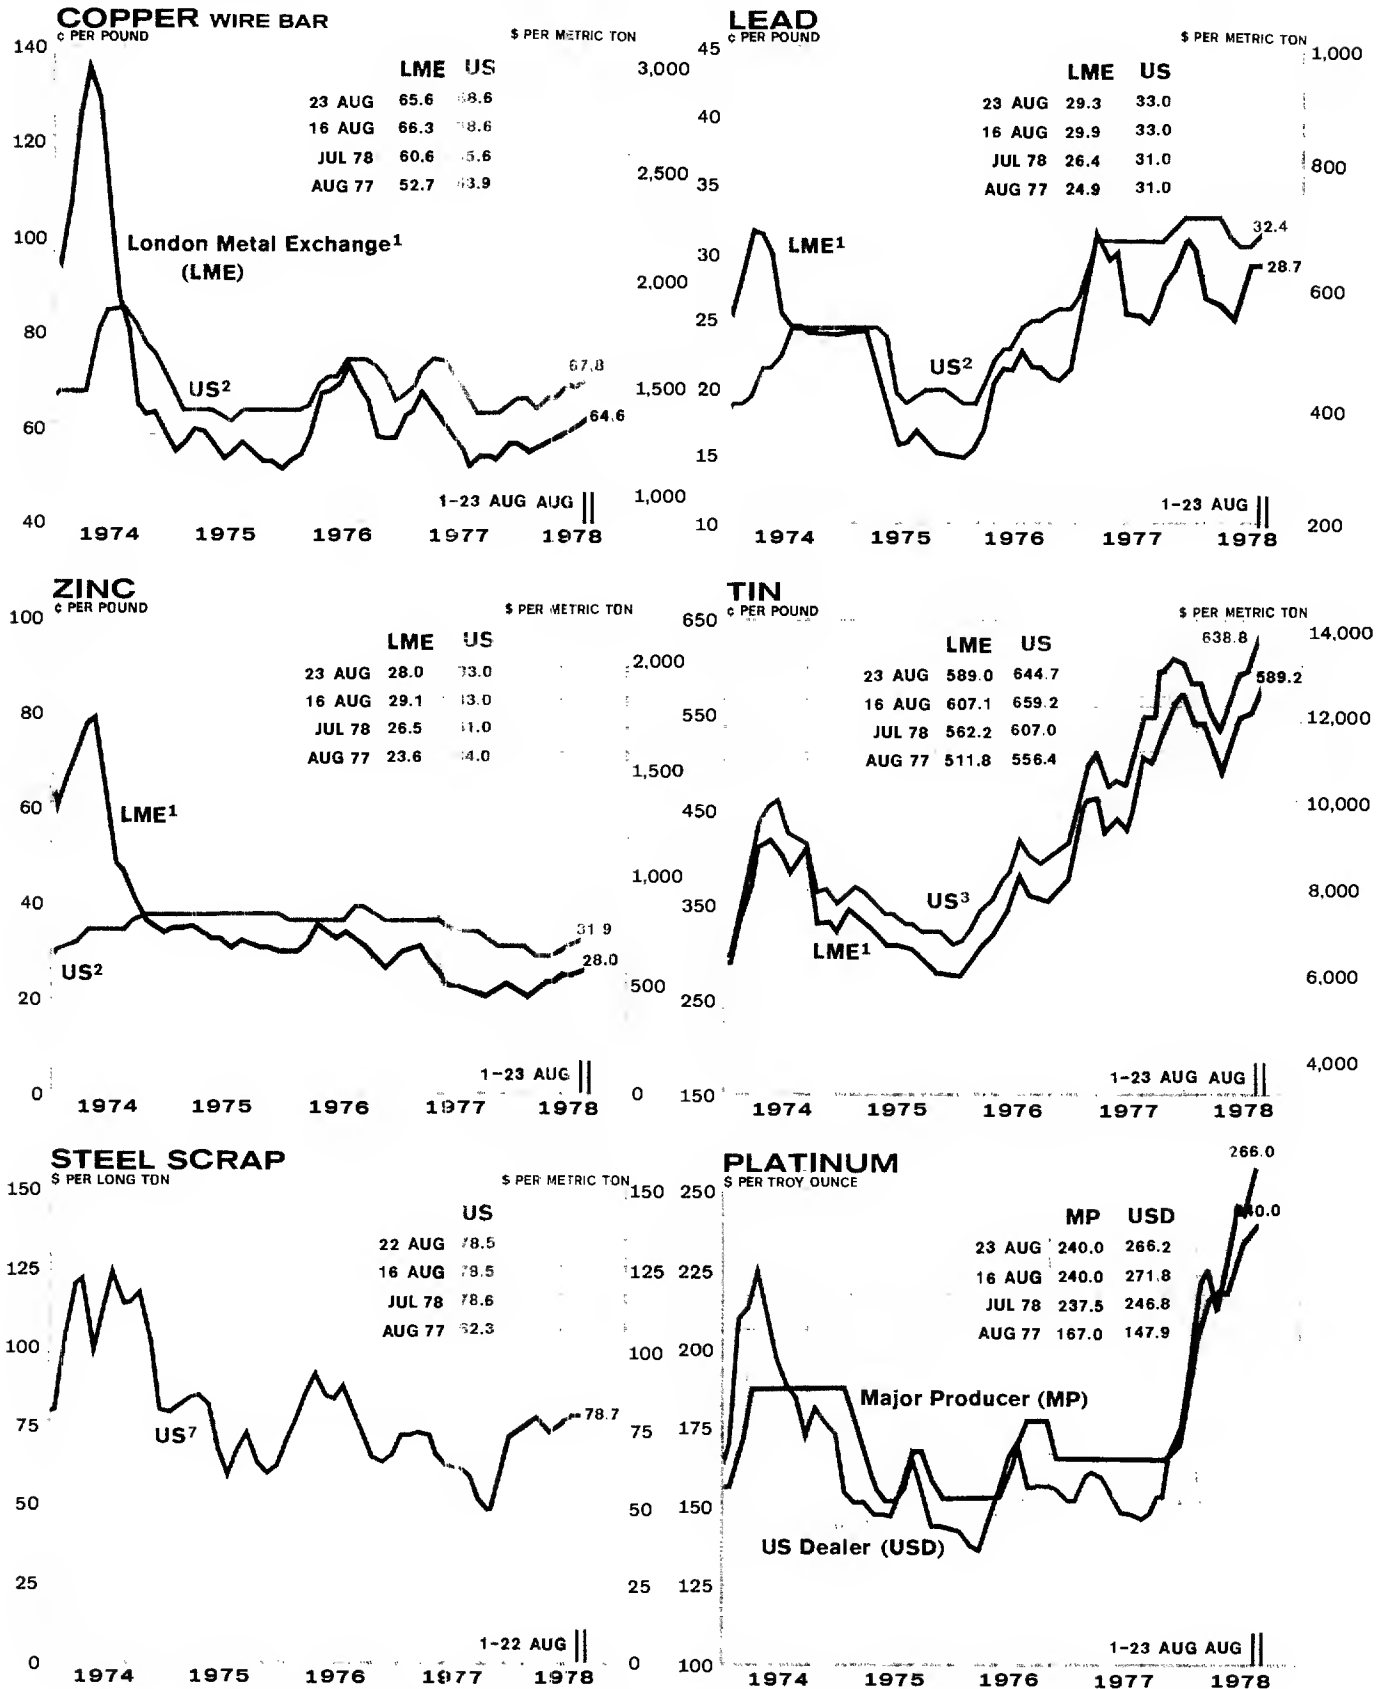 COPPER WIRE BAR
¢ PER POUND
$ PER METRIC TON
LME US
23 AUG 65.6
16 AUG 66.3
JUL 78 60.6
AUG 77 52.7
140
120
100
80
60
40
3,000
2,500
2,000
1,500
1,000
London Metal Exchange1
(LME)
US2
67.8
64.6
1-23 AUG AUG
1974 1975 1976 1977 1978
LEAD
¢ PER POUND
$ PER METRIC TON
LME US
23 AUG 29.3 33.0
16 AUG 29.9 33.0
JUL 78 26.4 31.0
AUG 77 24.9 31.0
45
40
35
30
25
20
15
10
1,000
800
600
400
200
LME1
US2
32.4
28.7
1-23 AUG
1974 1975 1976 1977 1978
ZINC
¢ PER POUND
$ PER METRIC TON
LME US
23 AUG 28.0
16 AUG 29.1
JUL 78 26.5
AUG 77 23.6
100
80
60
40
20
0
2,000
1,500
1,000
500
0
LME1
US2
31.9
28.0
1-23 AUG
1974 1975 1976 1977 1978
TIN
¢ PER POUND
$ PER METRIC TON
LME US
23 AUG 589.0 644.7
16 AUG 607.1 659.2
JUL 78 562.2 607.0
AUG 77 511.8 556.4
650
550
450
350
250
150
14,000
12,000
10,000
8,000
6,000
4,000
638.8
589.2
US3
LME1
1-23 AUG AUG
1974 1975 1976 1977 1978
STEEL SCRAP
$ PER LONG TON
$ PER METRIC TON
US
22 AUG 78.5
16 AUG 78.5
JUL 78 78.6
AUG 77
150
125
100
75
50
25
0
150
125
100
75
50
25
0
US7
78.7
1-22 AUG
1974 1975 1976 1977 1978
PLATINUM
$ PER TROY OUNCE
MP USD
23 AUG 240.0 266.2
16 AUG 240.0 271.8
JUL 78 237.5 246.8
AUG 77 167.0 147.9
250
225
200
175
150
125
100
266.0
240.0
Major Producer (MP)
US Dealer (USD)
1-23 AUG AUG
1974 1975 1976 1977 1978